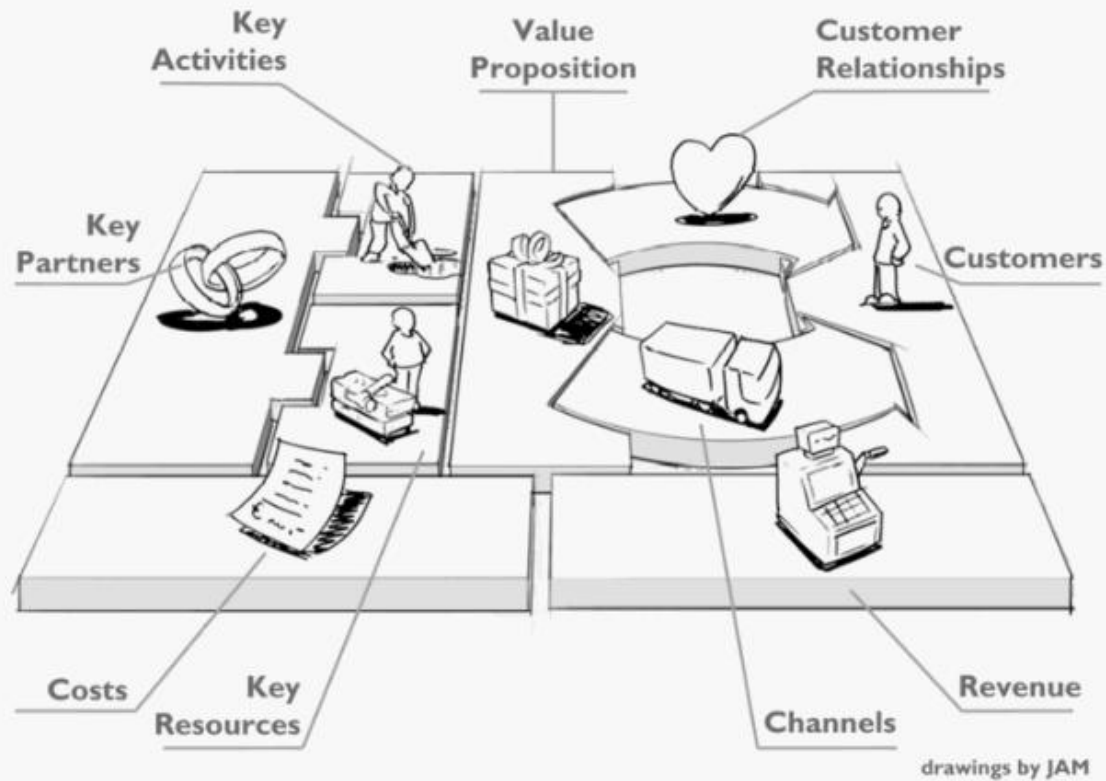 Key
Activities
Value
Proposition
Customer
Relationships
Key
Partners
Customers
Costs
Key
Resources
Channels
Revenue
drawings by JAM